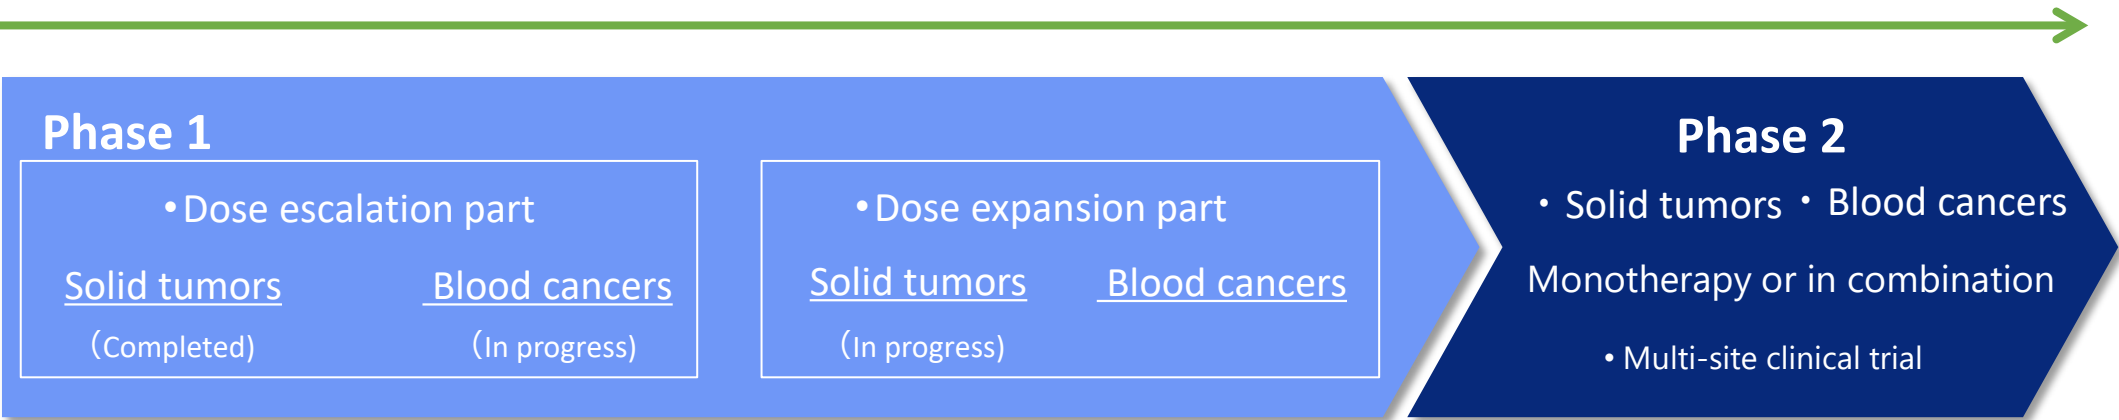 Phase 1
•Dose escalation part
Solid tumors Blood cancers
（Completed) （In progress)
•Dose expansion part
Solid tumors Blood cancers
（In progress)
Phase 2
・Solid tumors ・Blood cancers
Monotherapy or in combination
• Multi-site clinical trial